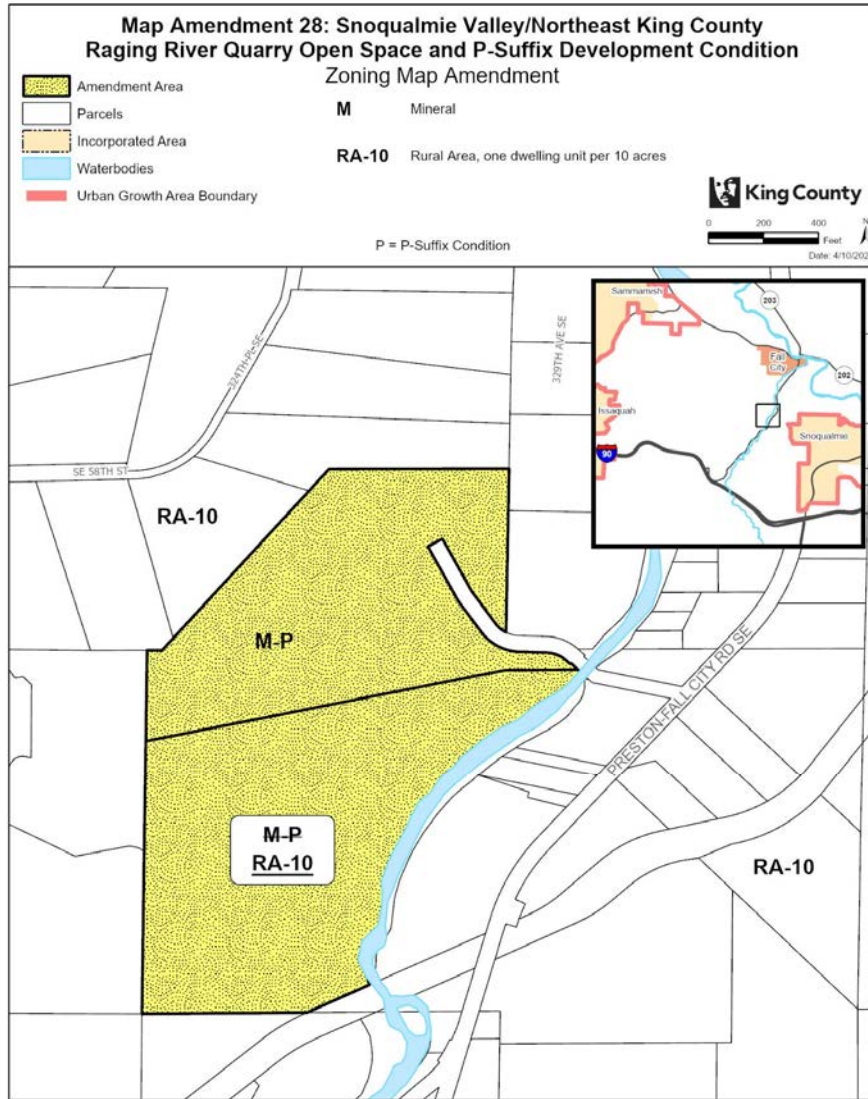 Map Amendment 28: Snoqualmie Valley/Northeast King County
Raging River Quarry Open Space and P-Suffix Development Condition
Zoning Map Amendment
Amendment Area
Parcels
Incorporated Area
Waterbodies
Urban Growth Area Boundary
M Mineral
RA-10 Rural Area, one dwelling unit per 10 acres
P = P-Suffix Condition
King County
0 200 400
Feet
N
Sammamish
203
Fall
City
202
Issaquah
Snoqualmie
90
324TH PL SE
329TH AVE SE
SE 58TH ST
RA-10
M-P
M-P
RA-10
PRESTON-FALL CITY RD SE
RA-10